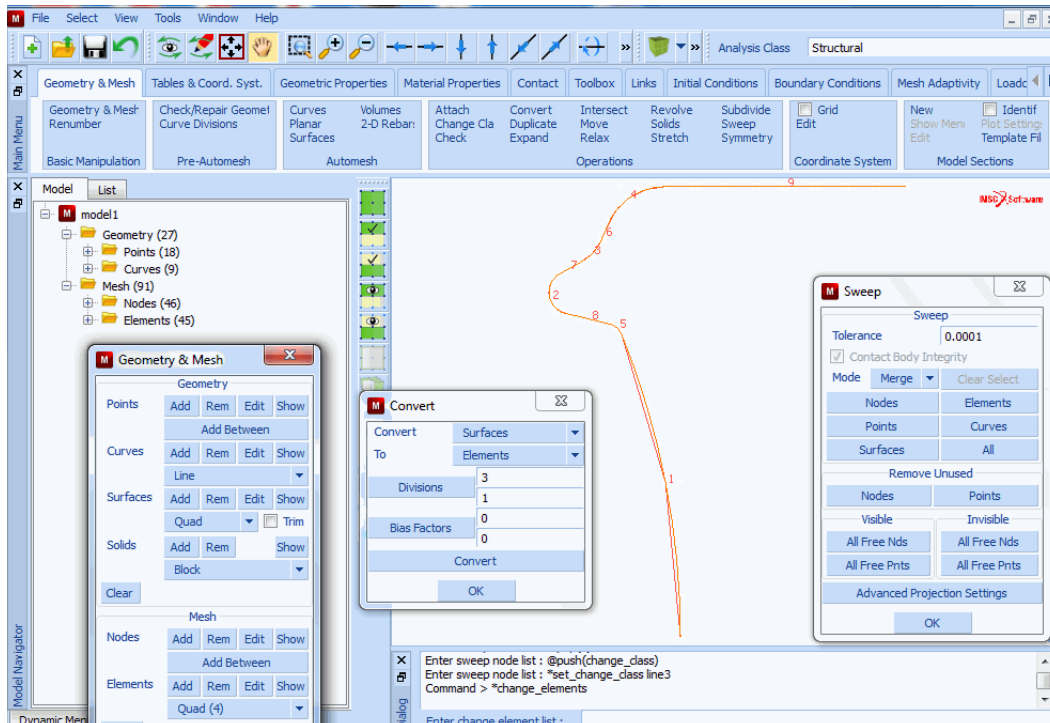 File Select View Tools Window Help
Analysis Class Structural
Geometry & Mesh Tables & Coord. Syst. Geometric Properties Material Properties Contact Toolbox Links Initial Conditions Boundary Conditions Mesh Adaptivity Loadc
Main Menu
Geometry & Mesh
Renumber
Basic Manipulation
Check/Repair Geomet
Curve Divisions
Pre-Automesh
Curves Volumes
Planar 2-D Rebar
Surfaces
Automesh
Attach Convert Intersect Revolve Subdivide
Change Cla Duplicate Move Solids Sweep
Check Expand Relax Stretch Symmetry
Operations
Grid
Edit
Coordinate System
New Identif
Show Menu Plot Setting
Edit Template Fil
Model Sections
Model List
model1
Geometry (27)
Points (18)
Curves (9)
Mesh (91)
Nodes (46)
Elements (45)
Model Navigator
Geometry & Mesh
Geometry
Points Add Rem Edit Show
Add Between
Curves Add Rem Edit Show
Line
Surfaces Add Rem Edit Show
Quad Trim
Solids Add Rem Show
Block
Clear
Mesh
Nodes Add Rem Edit Show
Add Between
Elements Add Rem Edit Show
Quad (4)
Dynamic Men
9
4
6
3
7
2
8
5
1
MSC Software
Convert
Convert Surfaces
To Elements
Divisions 3
1
Bias Factors 0
0
Convert
OK
Sweep
Sweep
Tolerance 0.0001
Contact Body Integrity
Mode Merge Clear Select
Nodes Elements
Points Curves
Surfaces All
Remove Unused
Nodes Points
Visible Invisible
All Free Nds All Free Nds
All Free Pnts All Free Pnts
Advanced Projection Settings
OK
Enter sweep node list : @push(change_class)
Enter sweep node list : *set_change_class line3
Command > *change_elements
Enter change element list :